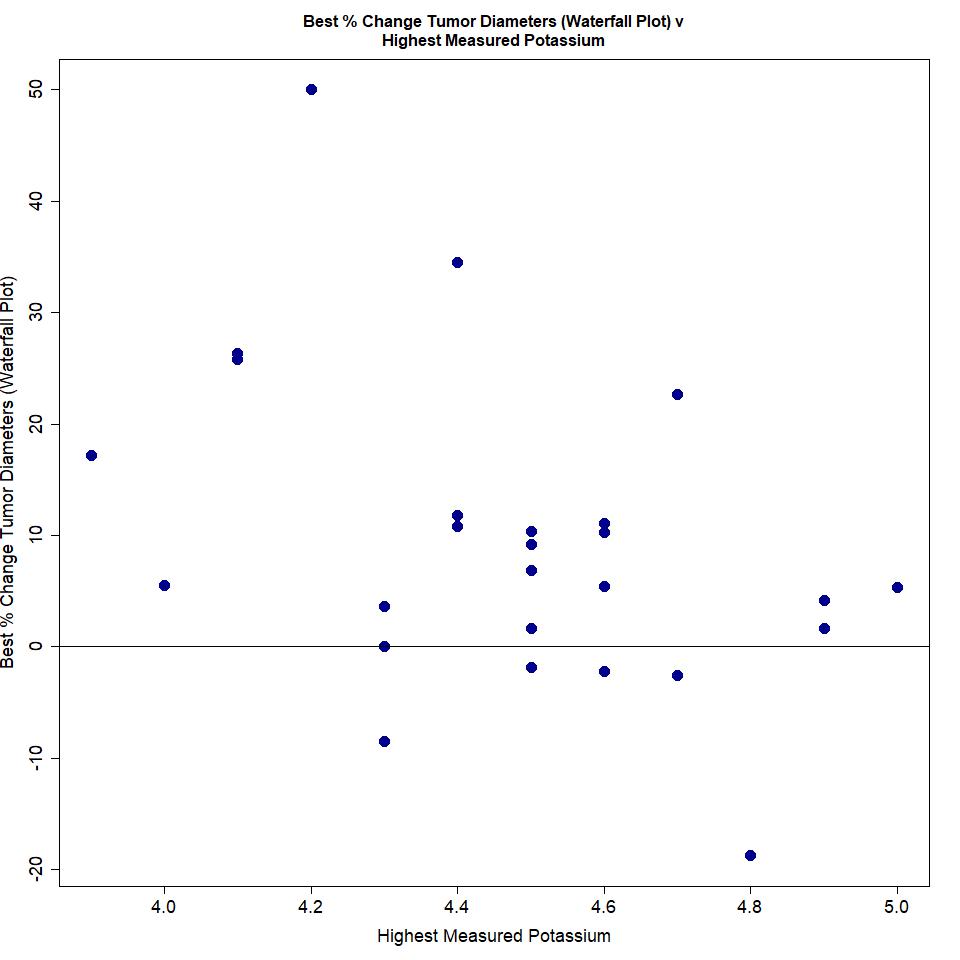 Best % Change Tumor Diameters (Waterfall Plot) v
Highest Measured Potassium
Best % Change Tumor Diameters (Waterfall Plot)
50
40
30
20
10
0
-10
-20
4.0 4.2 4.4 4.6 4.8 5.0
Highest Measured Potassium